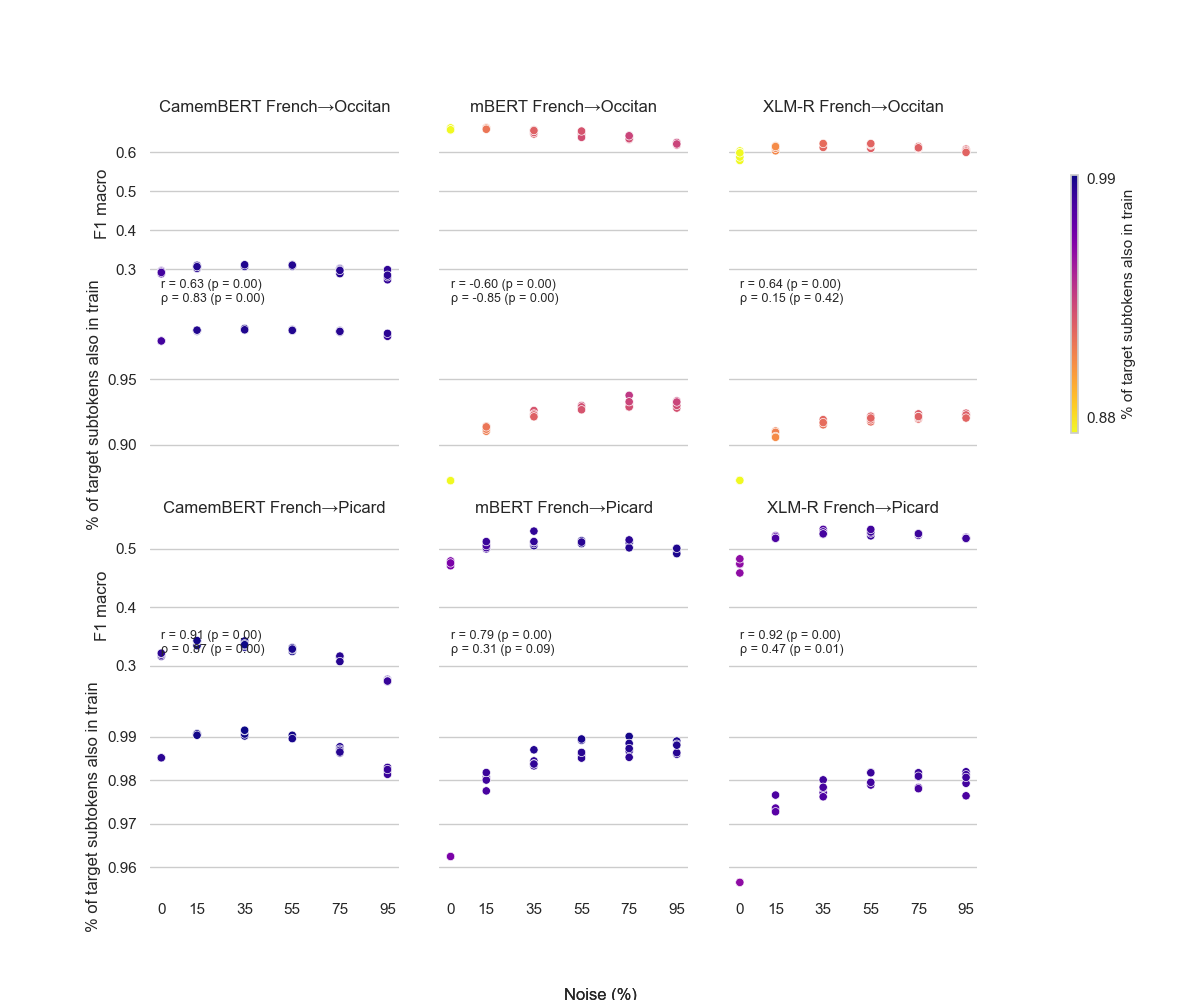 CamemBERT French→Occitan
mBERT French→Occitan
XLM-R French→Occitan
F1 macro
0.6
0.5
0.4
0.3
r = 0.63 (p = 0.00)
ρ = 0.83 (p = 0.00)
r = -0.60 (p = 0.00)
ρ = -0.85 (p = 0.00)
r = 0.64 (p = 0.00)
ρ = 0.15 (p = 0.42)
% of target subtokens also in train
0.95
0.90
0.99
0.88
% of target subtokens also in train
CamemBERT French→Picard
mBERT French→Picard
XLM-R French→Picard
F1 macro
0.5
0.4
0.3
r = 0.91 (p = 0.00)
ρ = 0.87 (p = 0.00)
r = 0.79 (p = 0.00)
ρ = 0.31 (p = 0.09)
r = 0.92 (p = 0.00)
ρ = 0.47 (p = 0.01)
% of target subtokens also in train
0.99
0.98
0.97
0.96
0 15 35 55 75 95
0 15 35 55 75 95
0 15 35 55 75 95
Noise (%)